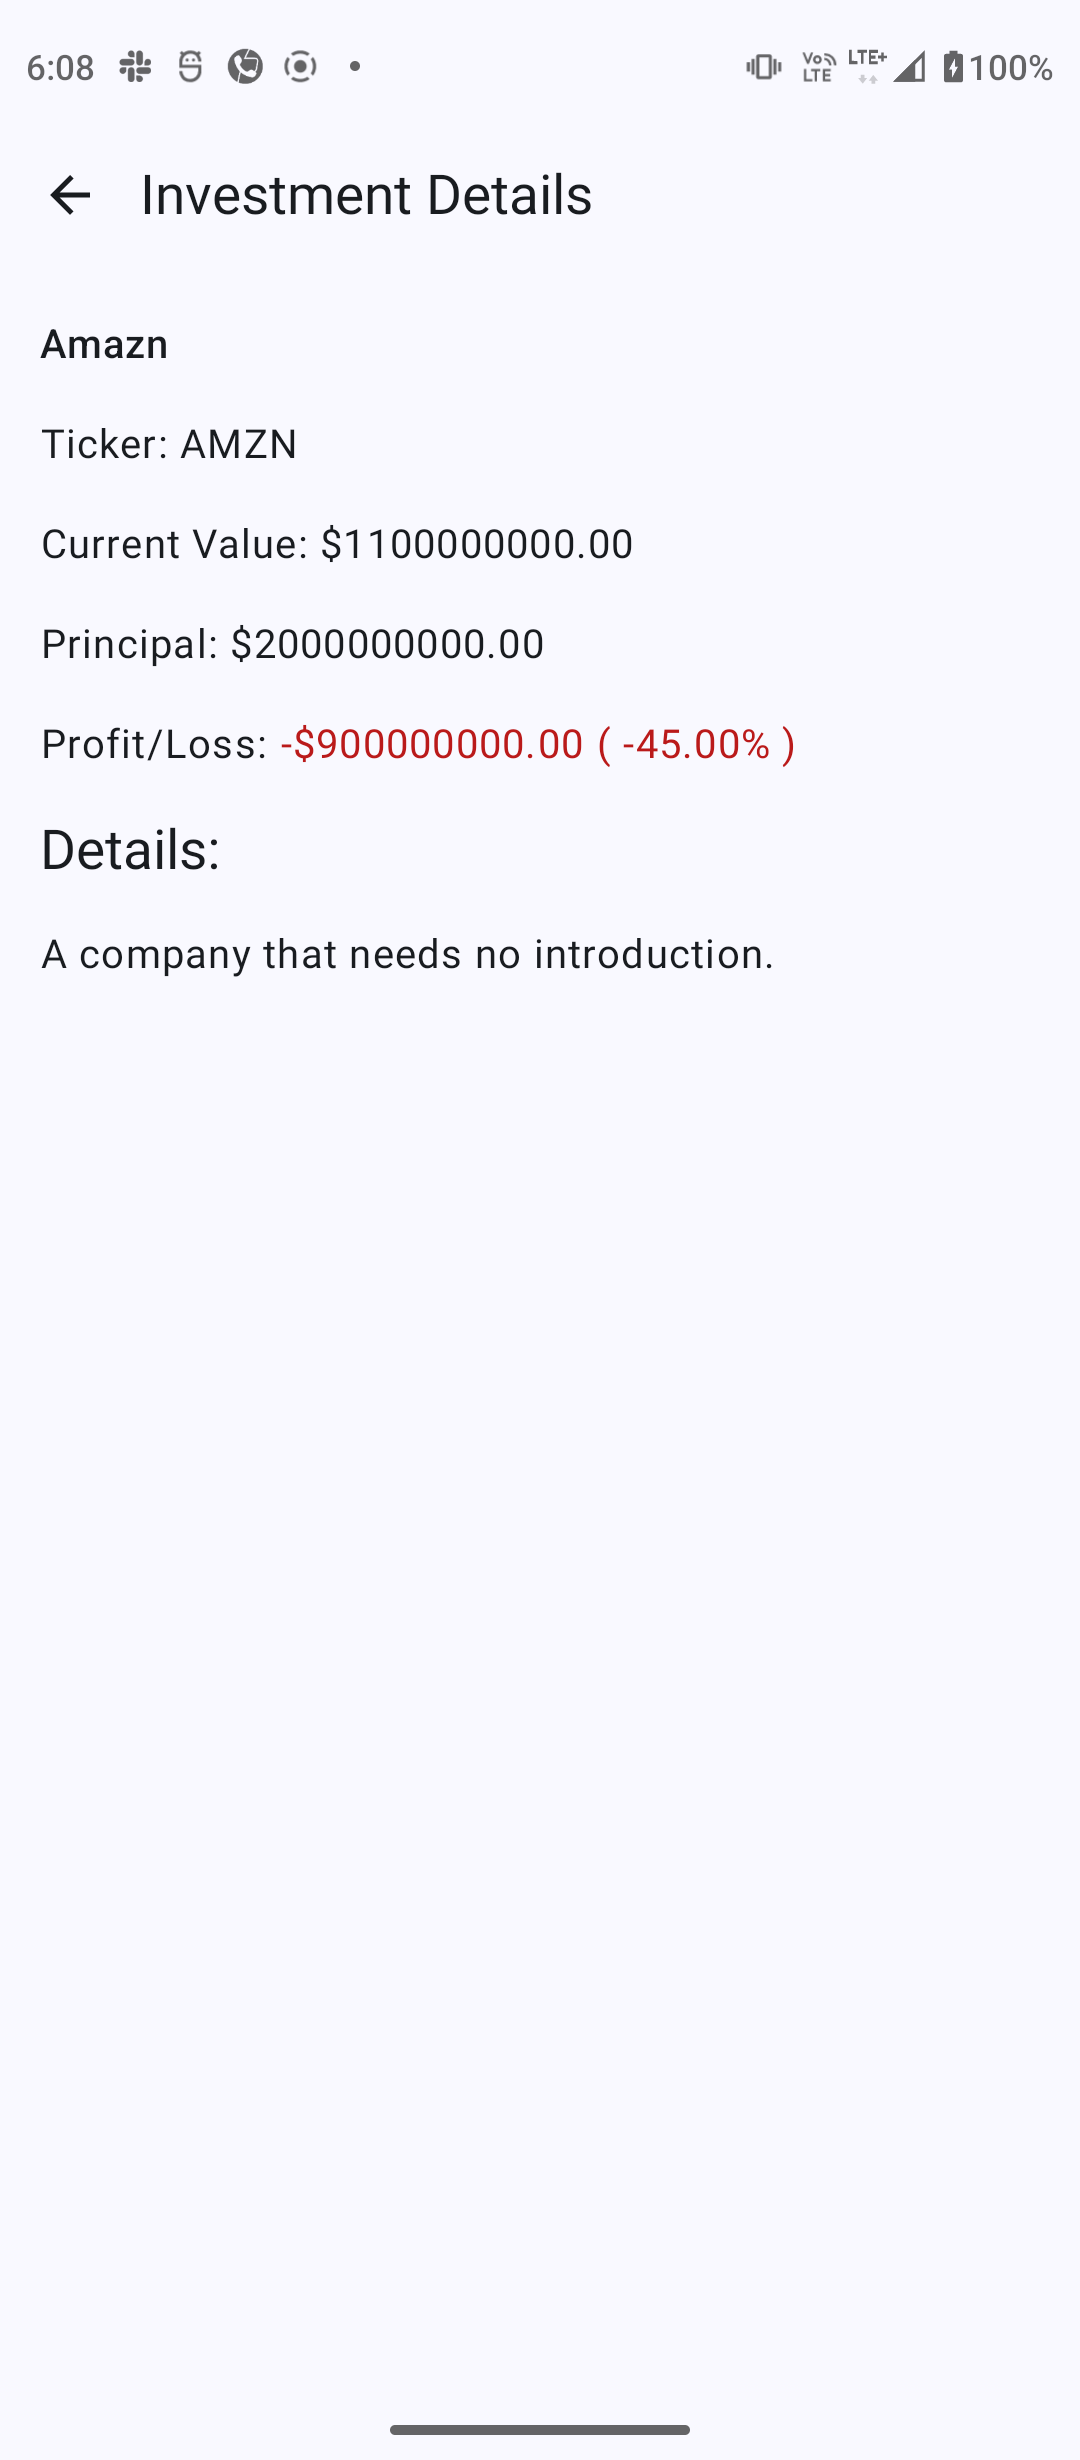 6:08
Vo LTE LTE+ 100%
Investment Details
Amazn
Ticker: AMZN
Current Value: $1100000000.00
Principal: $2000000000.00
Profit/Loss: -$900000000.00 ( -45.00% )
Details:
A company that needs no introduction.